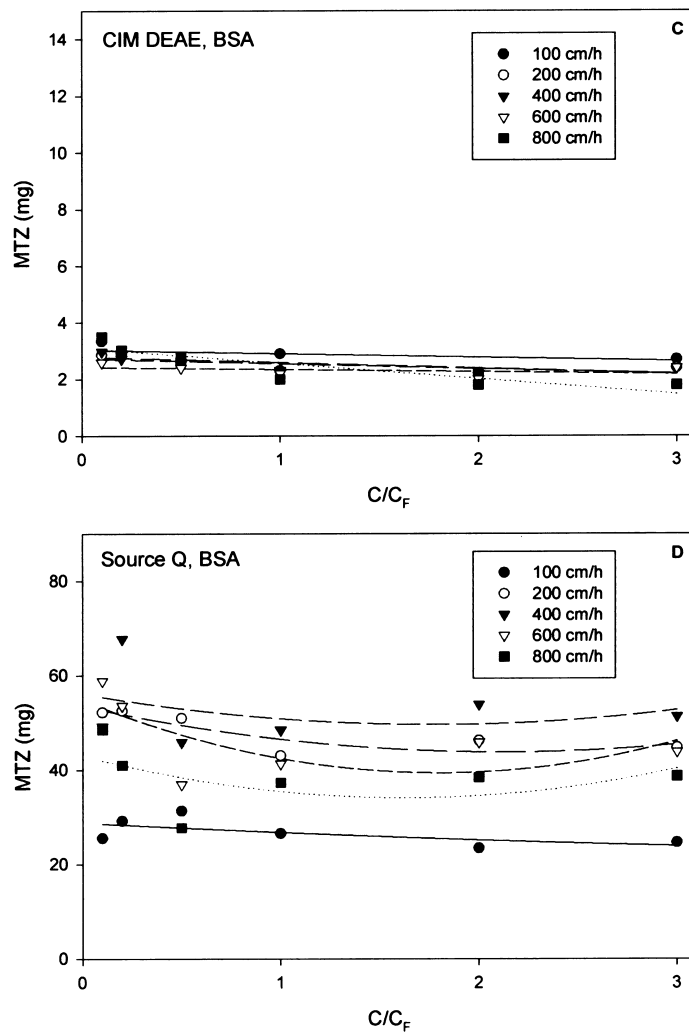 CIM DEAE, BSA
C
100 cm/h
200 cm/h
400 cm/h
600 cm/h
800 cm/h
14
12
10
8
6
4
2
0
MTZ (mg)
0
1
2
3
C/C_F
Source Q, BSA
D
100 cm/h
200 cm/h
400 cm/h
600 cm/h
800 cm/h
80
60
40
20
0
MTZ (mg)
0
1
2
3
C/C_F